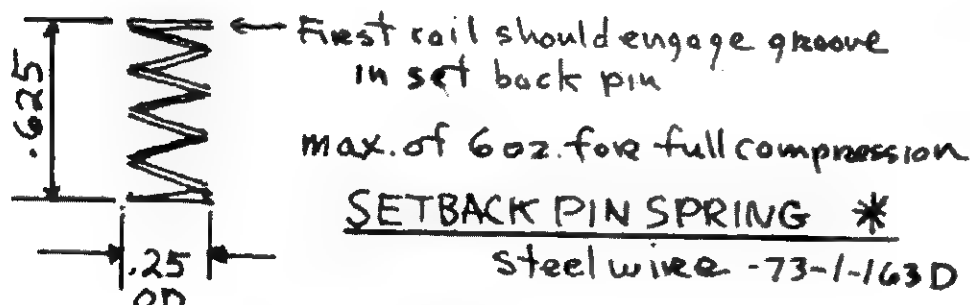 First coil should engage groove
in set back pin
.625
max. of 6 oz. for full compression
SETBACK PIN SPRING *
steel wire -73-1-163D
.25
OD